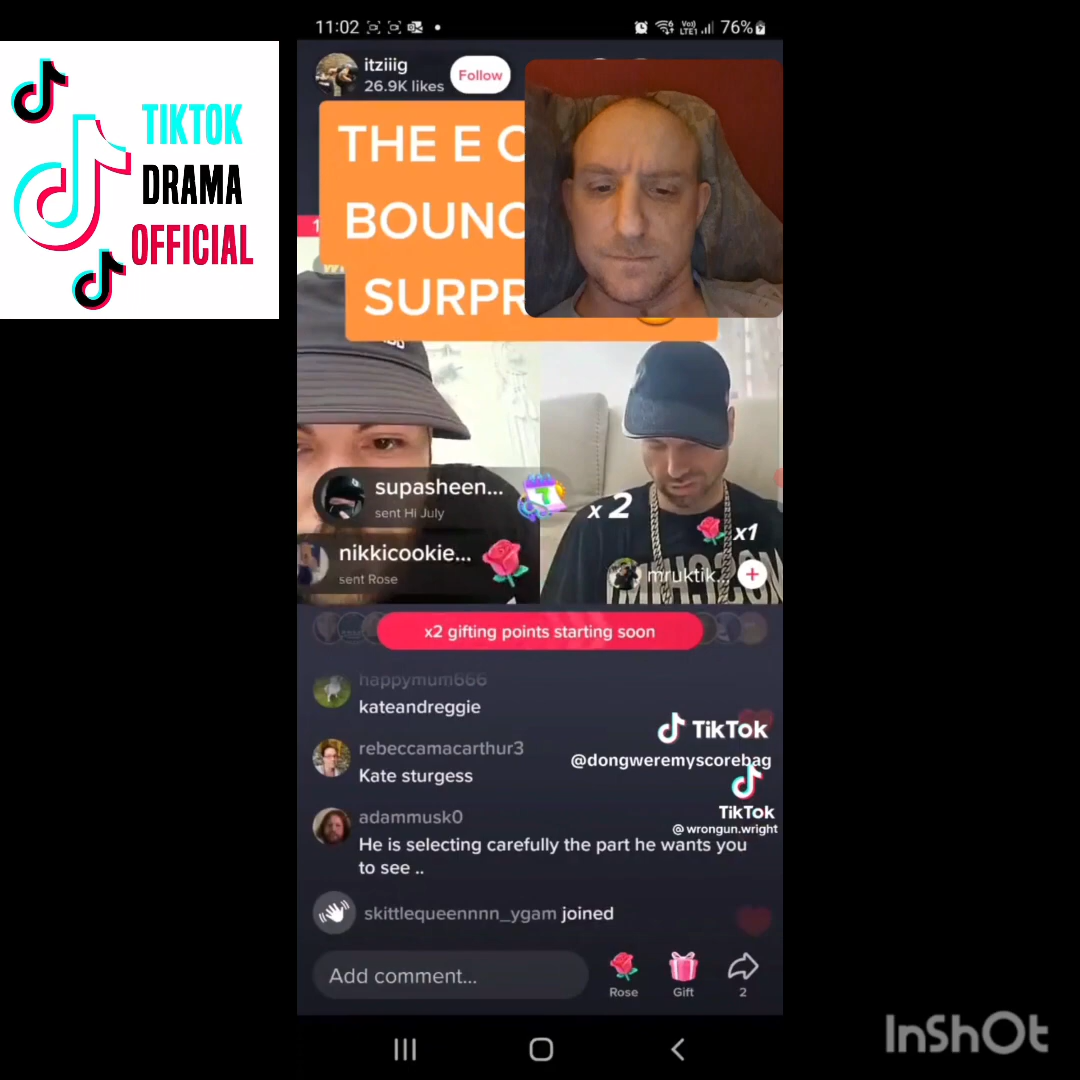 11:02
76%
TIKTOK
DRAMA
OFFICIAL
itziiig
26.9K likes
Follow
THE E
BOUNC
SURPR
supasheen...
sent Hi July
x 2
nikkicookie...
sent Rose
x1
mruktik...
x2 gifting points starting soon
happymum666
kateandreggie
rebeccamacarthur3
Kate sturgess
TikTok
@dongweremyscorebag
TikTok
@wrongun.wright
adammusk0
He is selecting carefully the part he wants you
to see ..
skittlequeennnn_ygam joined
Add comment...
Rose
Gift
2
InShOt